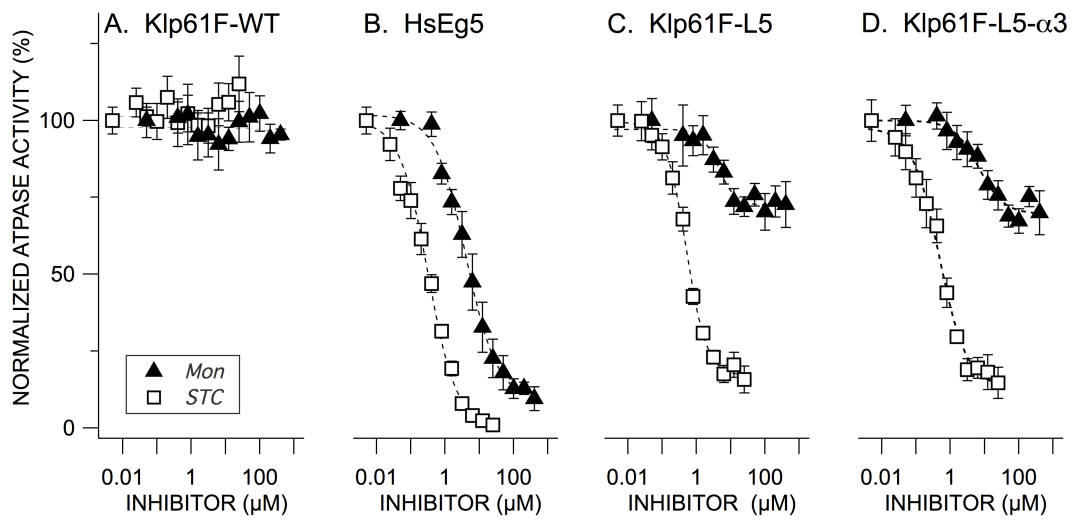 A. Klp61F-WT
B. HsEg5
C. Klp61F-L5
D. Klp61F-L5-α3
NORMALIZED ATPASE ACTIVITY (%)
100
50
0
Mon
STC
0.01 1 100
0.01 1 100
0.01 1 100
0.01 1 100
INHIBITOR (µM)
INHIBITOR (µM)
INHIBITOR (µM)
INHIBITOR (µM)